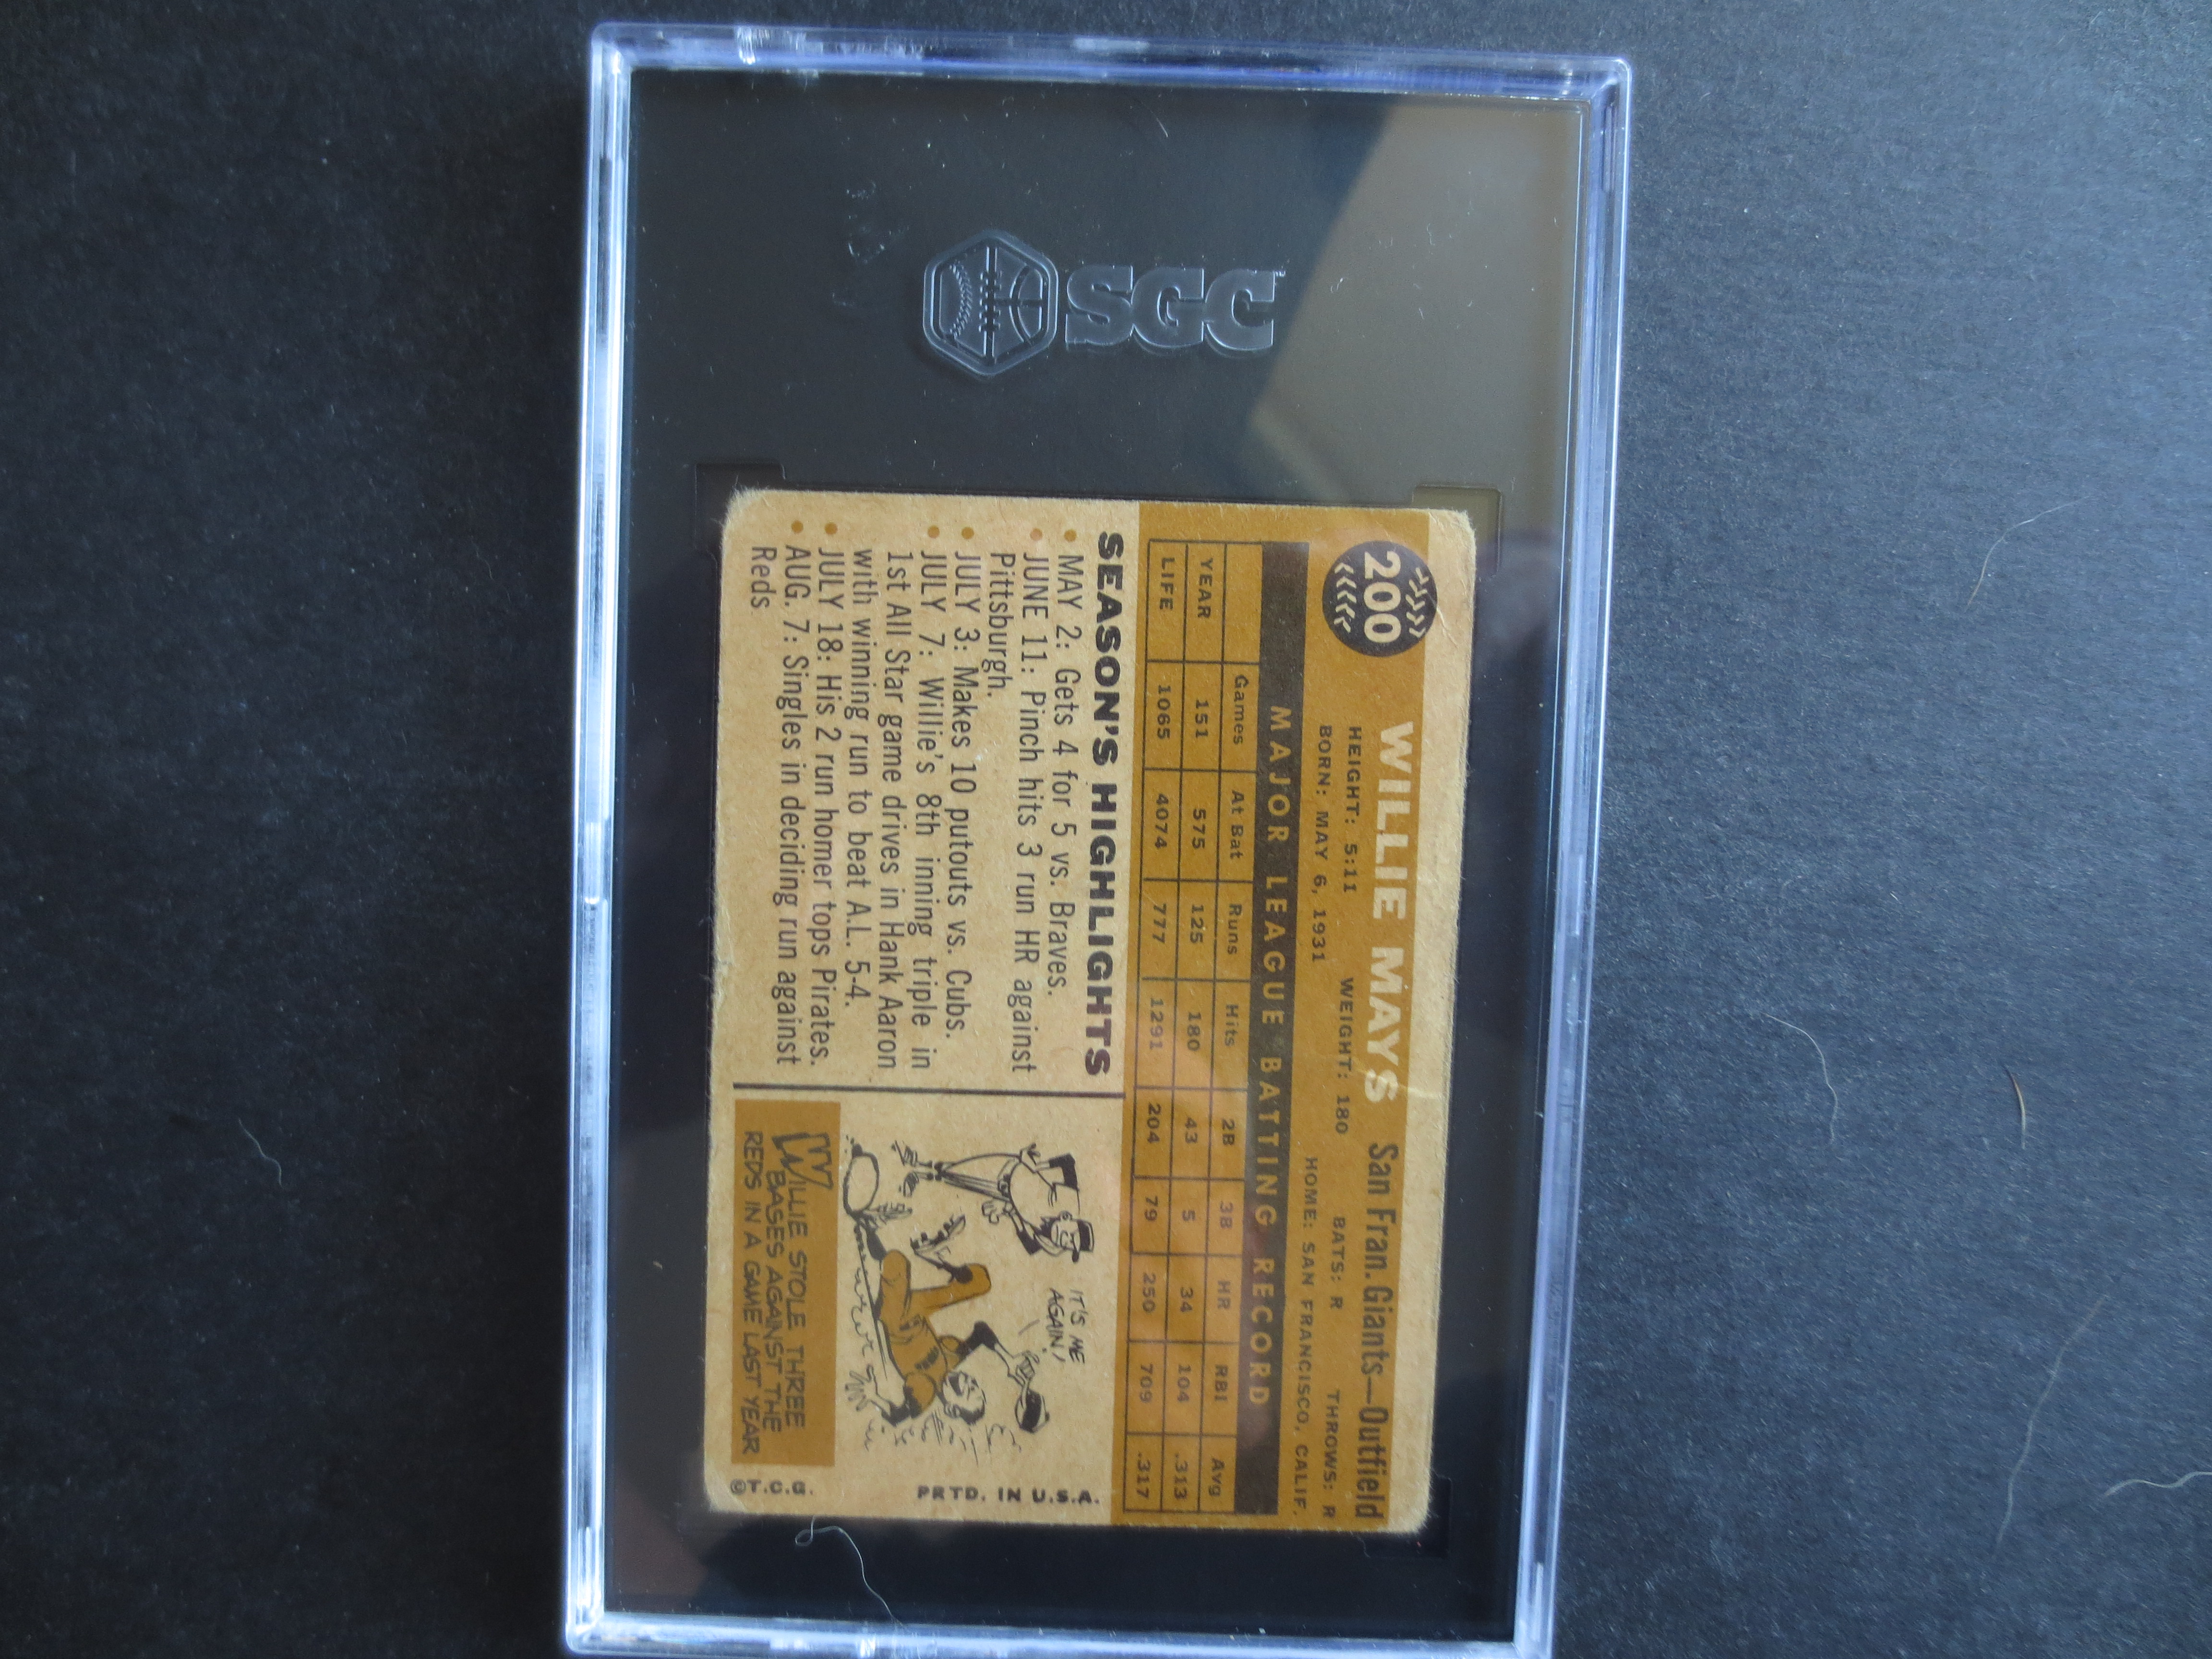 SGC
200
WILLIE MAYS San Fran. Giants—Outfield
HEIGHT: 5:11 WEIGHT: 180 BATS: R THROWS: R
BORN: MAY 6, 1931 HOME: SAN FRANCISCO, CALIF.
MAJOR LEAGUE BATTING RECORD
Games At Bat Runs Hits 2B 3B HR RBI Avg
YEAR 151 575 125 180 43 5 34 104 .313
LIFE 1065 4074 777 1291 204 79 250 709 .317
SEASON'S HIGHLIGHTS
• MAY 2: Gets 4 for 5 vs. Braves.
• JUNE 11: Pinch hits 3 run HR against
Pittsburgh.
• JULY 3: Makes 10 putouts vs. Cubs.
• JULY 7: Willie's 8th inning triple in
1st All Star game drives in Hank Aaron
with winning run to beat A.L. 5-4.
• JULY 18: His 2 run homer tops Pirates.
• AUG. 7: Singles in deciding run against
Reds
IT'S ME
AGAIN!
WILLIE STOLE THREE
BASES AGAINST THE
REDS IN A GAME LAST YEAR
©T.C.G. PRTD. IN U.S.A.